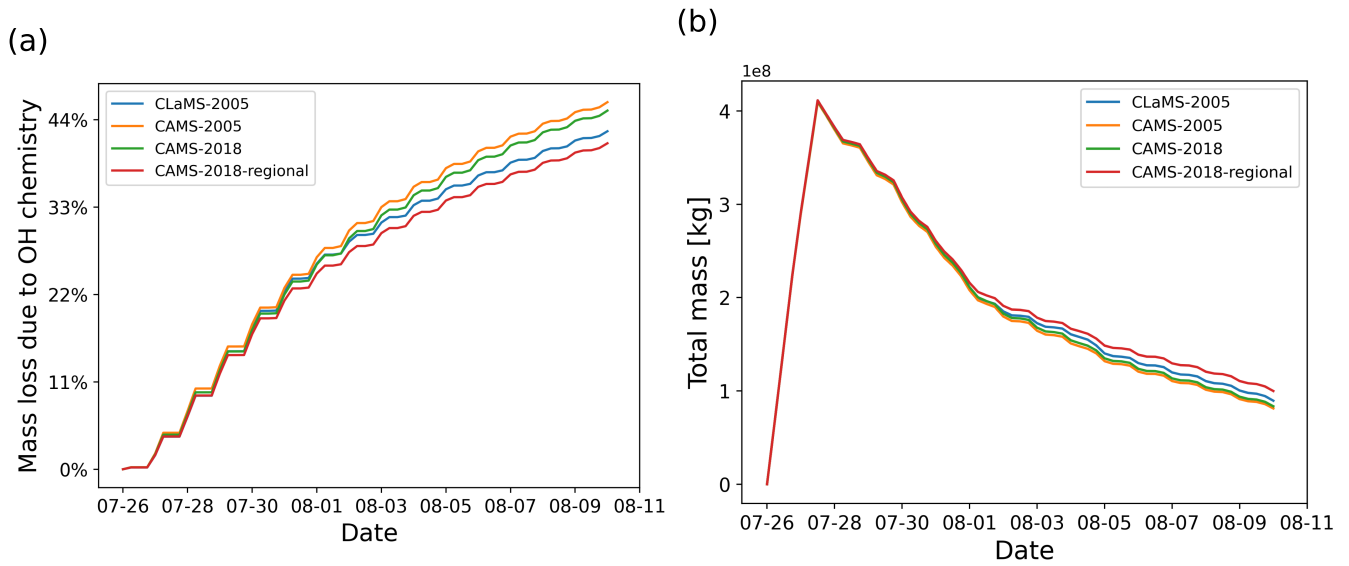 (a)
Mass loss due to OH chemistry
44%
33%
22%
11%
0%
CLaMS-2005
CAMS-2005
CAMS-2018
CAMS-2018-regional
07-26 07-28 07-30 08-01 08-03 08-05 08-07 08-09 08-11
Date
(b)
1e8
Total mass [kg]
4
3
2
1
0
CLaMS-2005
CAMS-2005
CAMS-2018
CAMS-2018-regional
07-26 07-28 07-30 08-01 08-03 08-05 08-07 08-09 08-11
Date